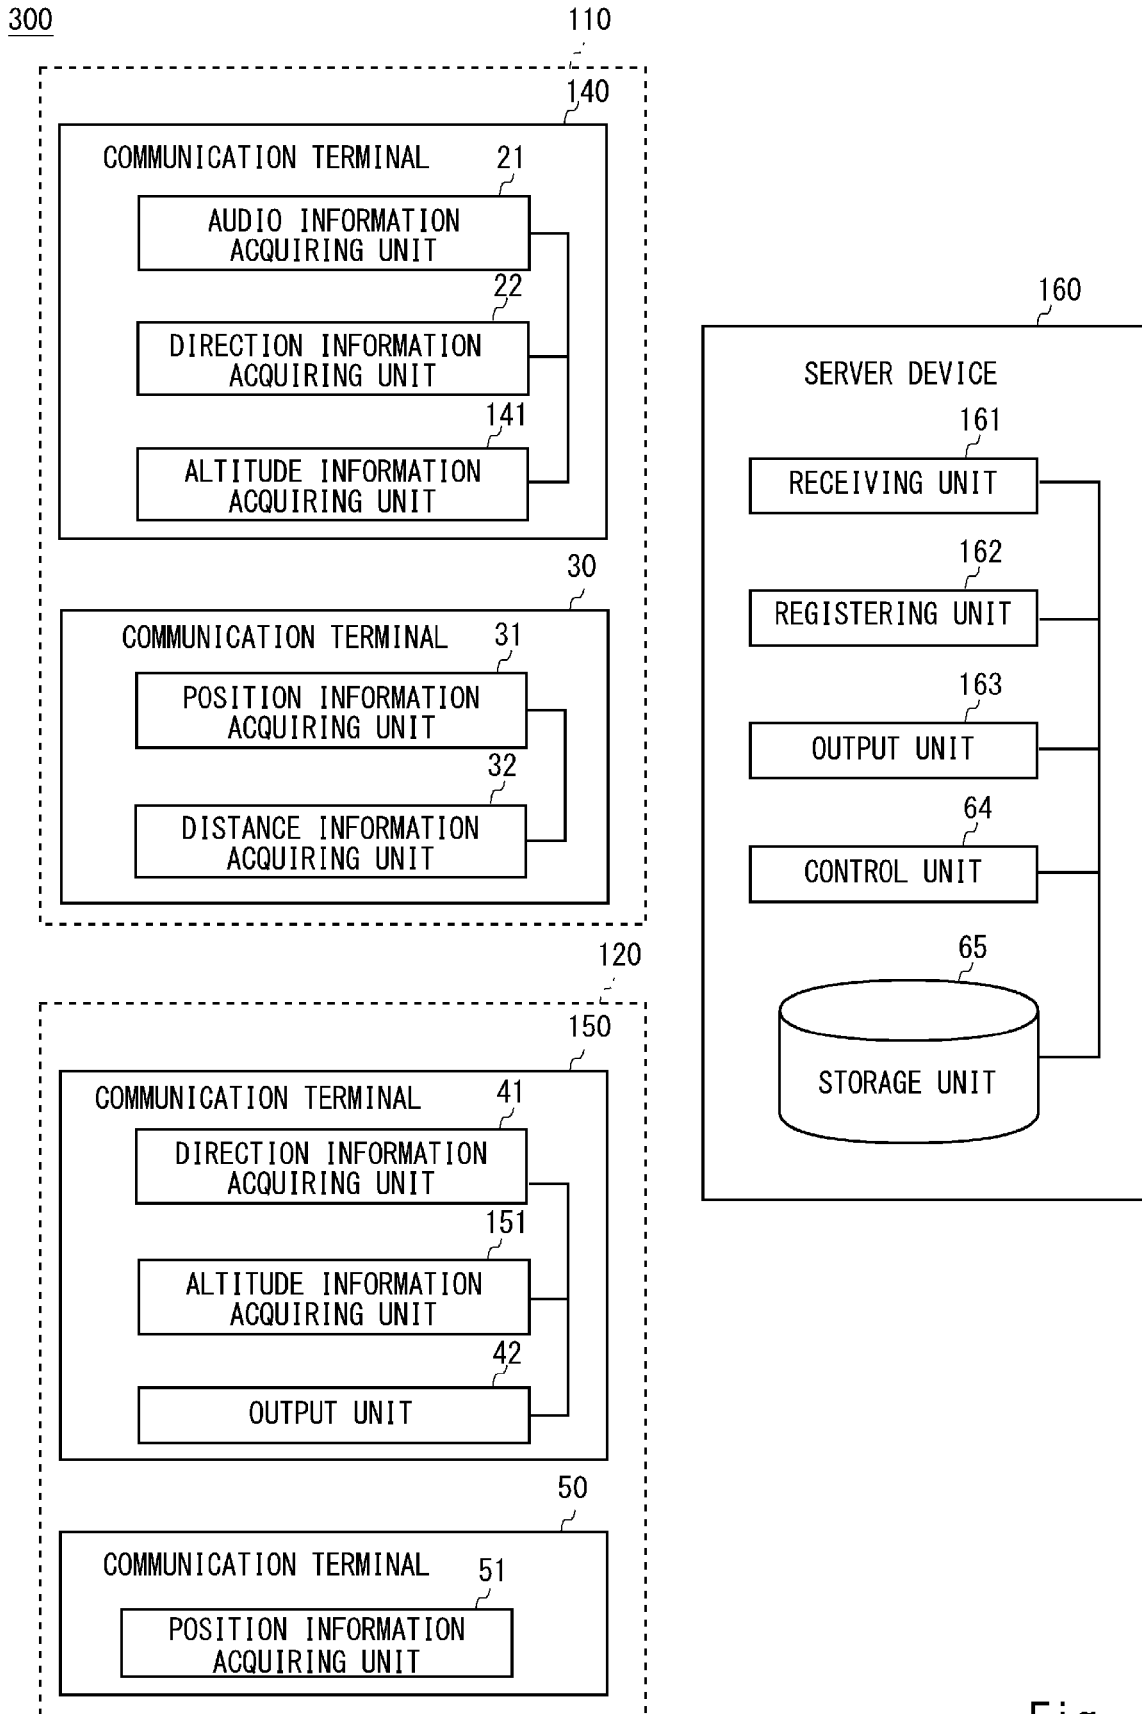 300
110
140
COMMUNICATION TERMINAL
21
AUDIO INFORMATION
ACQUIRING UNIT
22
DIRECTION INFORMATION
ACQUIRING UNIT
141
ALTITUDE INFORMATION
ACQUIRING UNIT
30
COMMUNICATION TERMINAL
31
POSITION INFORMATION
ACQUIRING UNIT
32
DISTANCE INFORMATION
ACQUIRING UNIT
120
150
COMMUNICATION TERMINAL
41
DIRECTION INFORMATION
ACQUIRING UNIT
151
ALTITUDE INFORMATION
ACQUIRING UNIT
42
OUTPUT UNIT
50
COMMUNICATION TERMINAL
51
POSITION INFORMATION
ACQUIRING UNIT
160
SERVER DEVICE
161
RECEIVING UNIT
162
REGISTERING UNIT
163
OUTPUT UNIT
64
CONTROL UNIT
65
STORAGE UNIT